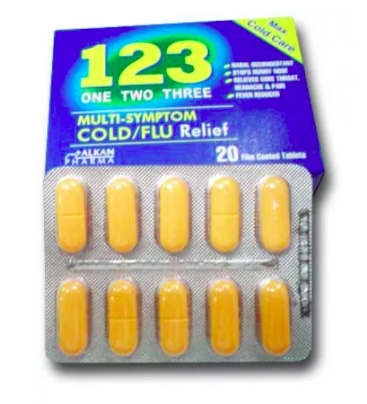 Max
Cold Care
123
ONE TWO THREE
NASAL DECONGESTANT
STOPS RUNNY NOSE
RELIEVES SORE THROAT,
HEADACHE & PAIN
FEVER REDUCER
MULTI-SYMPTOM
COLD/FLU Relief
ALKAN
PHARMA
20 Film Coated Tablets